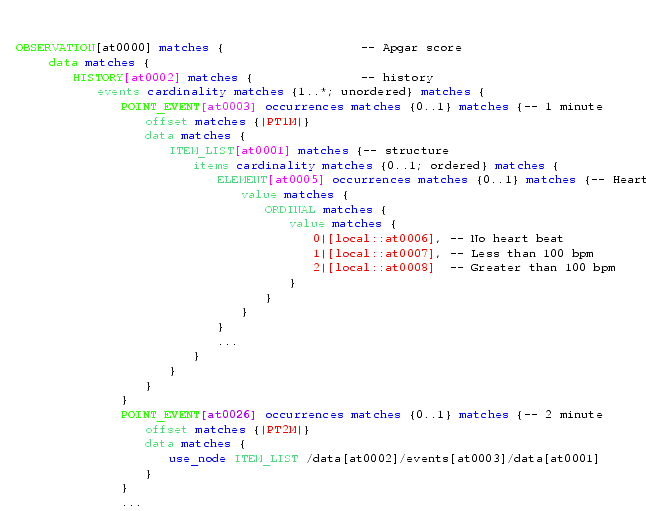 OBSERVATION[at0000] matches { -- Apgar score
data matches {
HISTORY[at0002] matches { -- history
events cardinality matches {1..*; unordered} matches {
POINT_EVENT[at0003] occurrences matches {0..1} matches {-- 1 minute
offset matches {|PT1M|}
data matches {
ITEM_LIST[at0001] matches {-- structure
items cardinality matches {0..1; ordered} matches {
ELEMENT[at0005] occurrences matches {0..1} matches {-- Heart
value matches {
ORDINAL matches {
value matches {
0|[local::at0006], -- No heart beat
1|[local::at0007], -- Less than 100 bpm
2|[local::at0008] -- Greater than 100 bpm
}
}
}
}
...
}
}
}
}
POINT_EVENT[at0026] occurrences matches {0..1} matches {-- 2 minute
offset matches {|PT2M|}
data matches {
use_node ITEM_LIST /data[at0002]/events[at0003]/data[at0001]
}
}
...